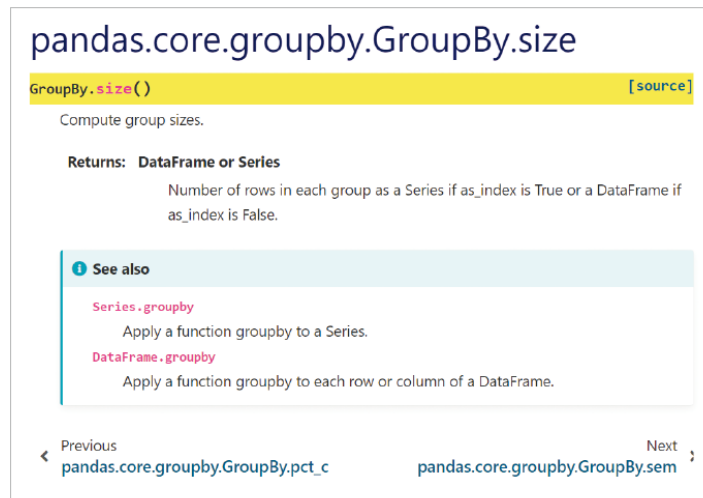 pandas.core.groupby.GroupBy.size
GroupBy.size() [source]
Compute group sizes.
Returns: DataFrame or Series
Number of rows in each group as a Series if as_index is True or a DataFrame if
as_index is False.
See also
Series.groupby
Apply a function groupby to a Series.
DataFrame.groupby
Apply a function groupby to each row or column of a DataFrame.
Previous
pandas.core.groupby.GroupBy.pct_c
Next
pandas.core.groupby.GroupBy.sem